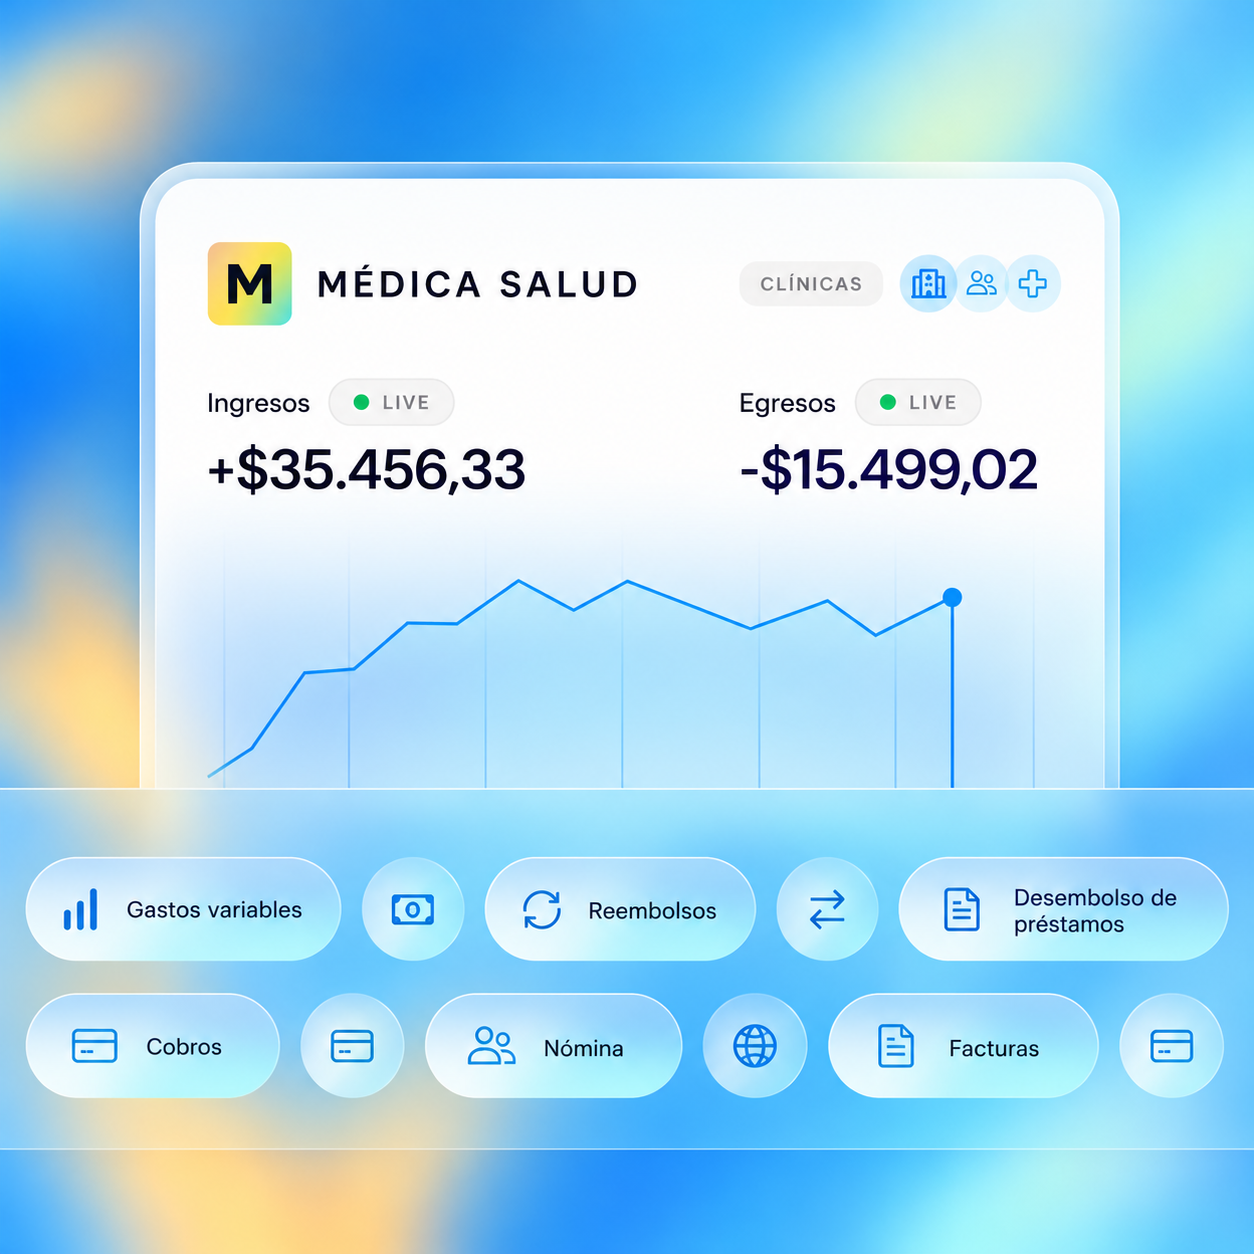 M
MÉDICA SALUD
CLÍNICAS
Ingresos
LIVE
Egresos
LIVE
+$35.456,33
-$15.499,02
Gastos variables
Reembolsos
Desembolso de
préstamos
Cobros
Nómina
Facturas